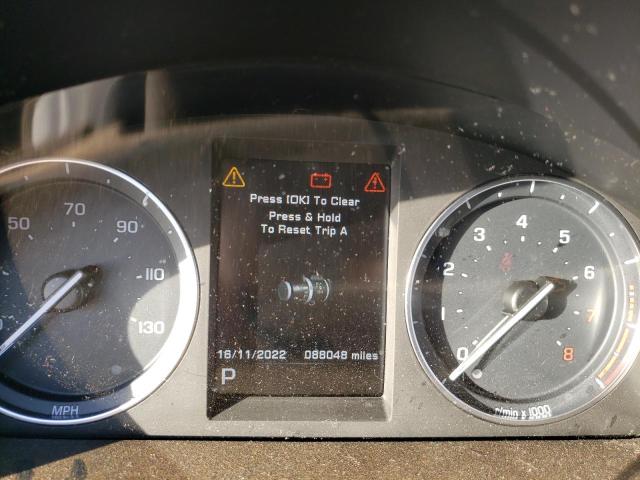 Press [OK] To Clear
Press & Hold
To Reset Trip A
50 70 90 110 130
MPH
16/11/2022 088048 miles
P
0 1 2 3 4 5 6 7 8
r/min x 1000